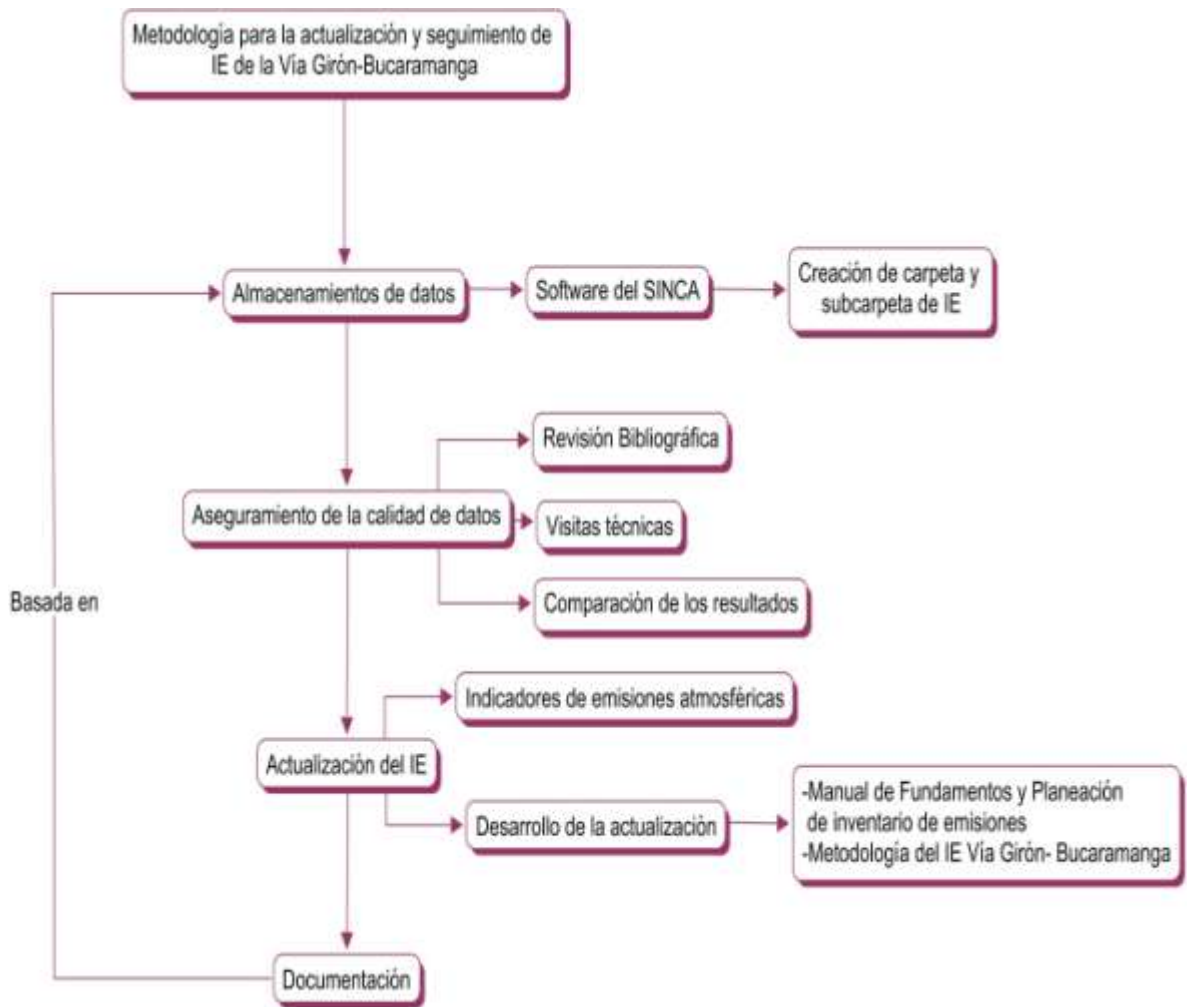 Metodología para la actualización y seguimiento de
IE de la Vía Girón-Bucaramanga
Almacenamientos de datos
Software del SINCA
Creación de carpeta y
subcarpeta de IE
Revisión Bibliográfica
Aseguramiento de la calidad de datos
Visitas técnicas
Comparación de los resultados
Basada en
Indicadores de emisiones atmosféricas
Actualización del IE
Desarrollo de la actualización
-Manual de Fundamentos y Planeación
de inventario de emisiones
-Metodología del IE Vía Girón- Bucaramanga
Documentación